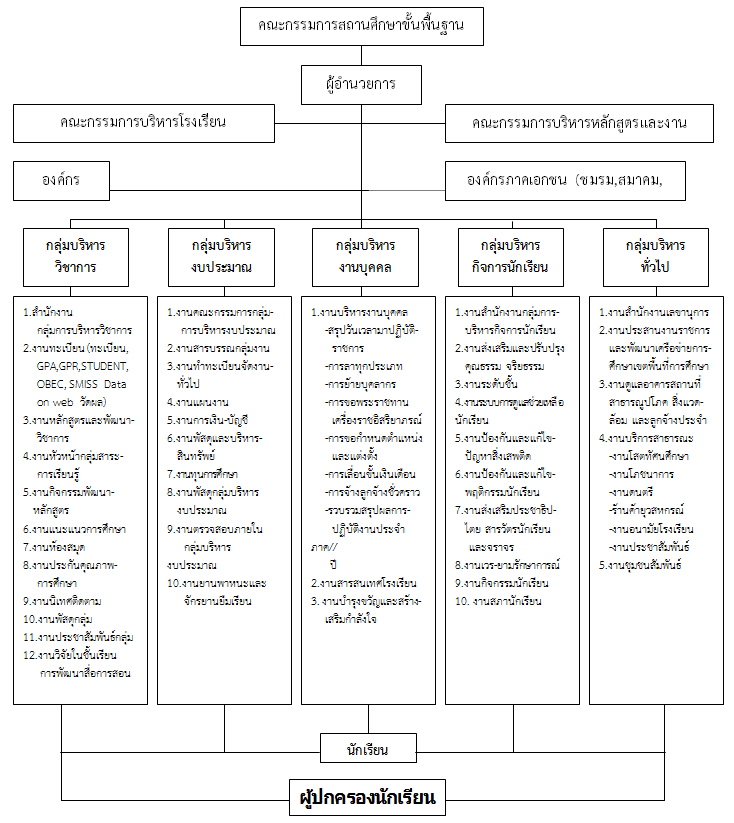 คณะกรรมการสถานศึกษาขั้นพื้นฐาน
ผู้อำนวยการ
คณะกรรมการบริหารโรงเรียน
คณะกรรมการบริหารหลักสูตรและงาน
องค์กร
องค์กรภาคเอกชน (ชมรม,สมาคม,
กลุ่มบริหาร
วิชาการ
กลุ่มบริหาร
งบประมาณ
กลุ่มบริหาร
งานบุคคล
กลุ่มบริหาร
กิจการนักเรียน
กลุ่มบริหาร
ทั่วไป
1.สำนักงาน
กลุ่มการบริหารวิชาการ
2.งานทะเบียน(ทะเบียน,
GPA,GPR,STUDENT,
OBEC, SMISS Data
on web วัดผล)
3.งานหลักสูตรและพัฒนา-
วิชาการ
4.งานหัวหน้ากลุ่มสาระ-
การเรียนรู้
5.งานกิจกรรมพัฒนา-
หลักสูตร
6.งานแนะแนวการศึกษา
7.งานห้องสมุด
8.งานประกันคุณภาพ-
การศึกษา
9.งานนิเทศติดตาม
10.งานพัสดุกลุ่ม
11.งานประชาสัมพันธ์กลุ่ม
12.งานวิจัยในชั้นเรียน
การพัฒนาสื่อการสอน
1.งานคณะกรรมการกลุ่ม-
การบริหารงบประมาณ
2.งานสารบรรณกลุ่มงาน
3.งานทำทะเบียนจัดงาน-
ทั่วไป
4.งานแผนงาน
5.งานการเงิน-บัญชี
6.งานพัสดุและบริหาร-
สินทรัพย์
7.งานทุนการศึกษา
8.งานพัสดุกลุ่มบริหาร
งบประมาณ
9.งานตรวจสอบภายใน
กลุ่มบริหาร
งบประมาณ
10.งานยานพาหนะและ
จักรยานยืมเรียน
1.งานบริหารงานบุคคล
-สรุปวันเวลามาปฏิบัติ-
ราชการ
-การลาทุกประเภท
-การย้ายบุคลากร
-การขอพระราชทาน
เครื่องราชอิสริยาภรณ์
-การขอกำหนดตำแหน่ง
และแต่งตั้ง
-การเลื่อนขั้นเงินเดือน
-การจ้างลูกจ้างชั่วคราว
-รวบรวมสรุปผลการ-
ปฏิบัติงานประจำ
ภาค//
ปี
2.งานสารสนเทศโรงเรียน
3. งานบำรุงขวัญและสร้าง-
เสริมกำลังใจ
1.งานสำนักงานกลุ่มการ-
บริหารกิจการนักเรียน
2.งานส่งเสริมและปรับปรุง
คุณธรรม จริยธรรม
3.งานระดับชั้น
4.งานระบบการดูแลช่วยเหลือ
นักเรียน
5.งานป้องกันและแก้ไข-
ปัญหาสิ่งเสพติด
6.งานป้องกันและแก้ไข-
พฤติกรรมนักเรียน
7.งานส่งเสริมประชาธิป-
ไตย สารวัตรนักเรียน
และจราจร
8.งานเวร-ยามรักษาการณ์
9.งานกิจกรรมนักเรียน
10. งานสภานักเรียน
1.งานสำนักงานเลขานุการ
2.งานประสานงานราชการ
และพัฒนาเครือข่ายการ-
ศึกษาเขตพื้นที่การศึกษา
3.งานดูแลอาคารสถานที่
สาธารณูปโภค สิ่งแวด-
ล้อม และลูกจ้างประจำ
4.งานบริการสาธารณะ
-งานโสตทัศนศึกษา
-งานโภชนาการ
-งานดนตรี
-ร้านค้ายุวสหกรณ์
-งานอนามัยโรงเรียน
-งานประชาสัมพันธ์
5.งานชุมชนสัมพันธ์
นักเรียน
ผู้ปกครองนักเรียน